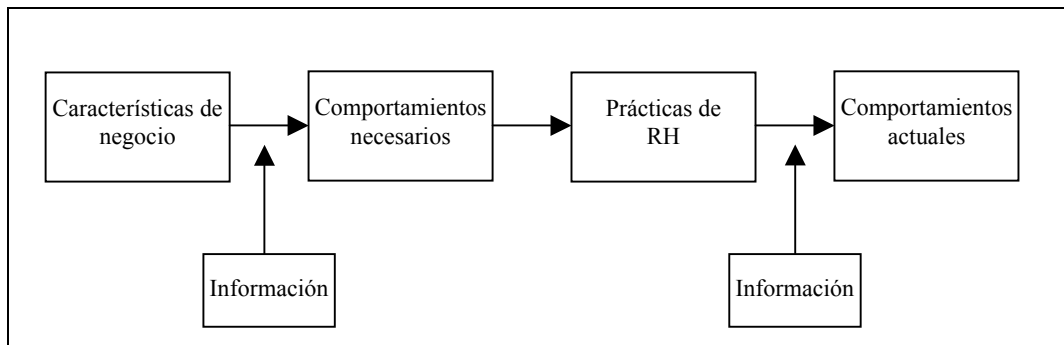 Características de
negocio
Comportamientos
necesarios
Prácticas de
RH
Comportamientos
actuales
Información
Información